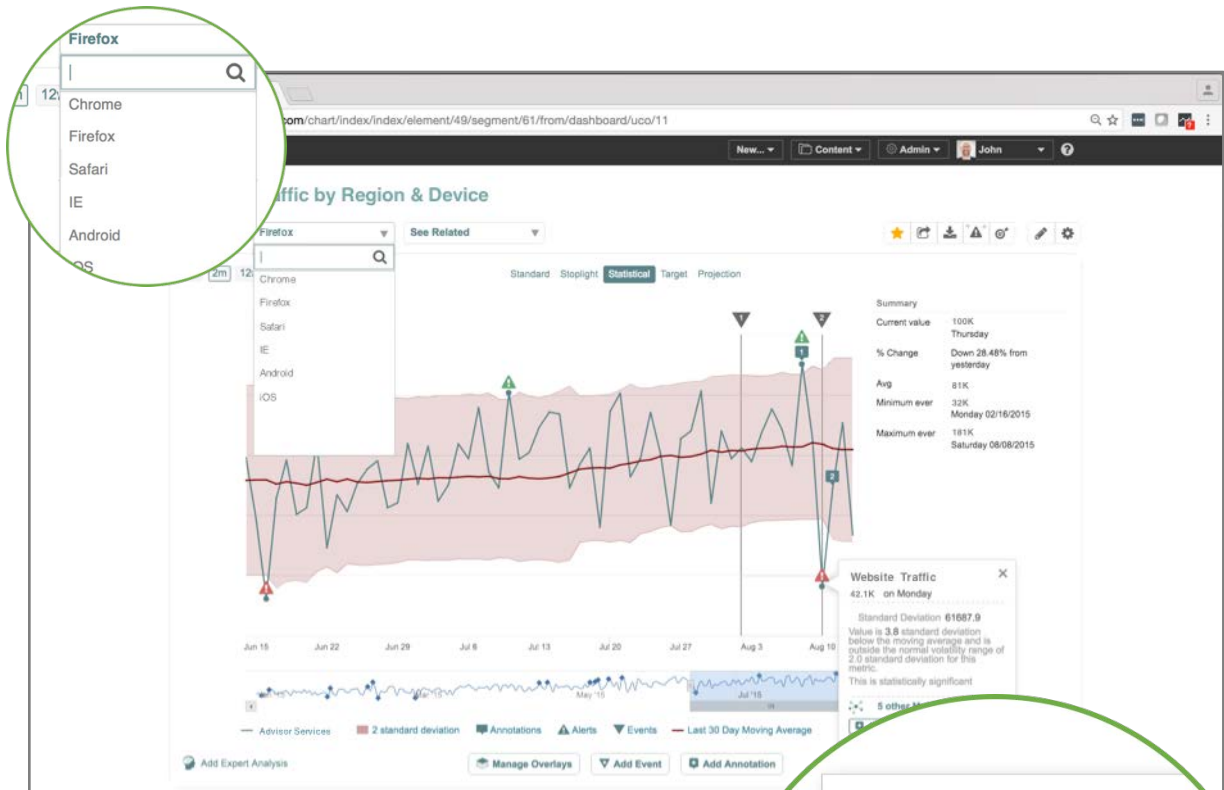 Firefox
12
Chrome
Firefox
Safari
IE
Android
com/chart/index/index/element/49/segment/61/from/dashboard/uco/11
New...
Content
Admin
John
?
ffic by Region & Device
Firefox
See Related
2m
12
Standard
Stoplight
Statistical
Target
Projection
Chrome
Firefox
Safari
IE
Android
iOS
Summary
Current value 100K
Thursday
% Change Down 28.48% from
yesterday
Avg 81K
Minimum ever 32K
Monday 02/16/2015
Maximum ever 181K
Saturday 08/08/2015
1
2
1
2
Website Traffic
42.1K on Monday
Standard Deviation 61687.9
Value is 3.8 standard deviation
below the moving average and is
outside the normal volatility range of
2.0 standard deviation for this
metric.
This is statistically significant
5 other
Jun 15 Jun 22 Jun 29 Jul 6 Jul 13 Jul 20 Jul 27 Aug 3 Aug 10
May '15 Jul '15
Advisor Services 2 standard deviation Annotations Alerts Events Last 30 Day Moving Average
Add Expert Analysis
Manage Overlays
Add Event
Add Annotation